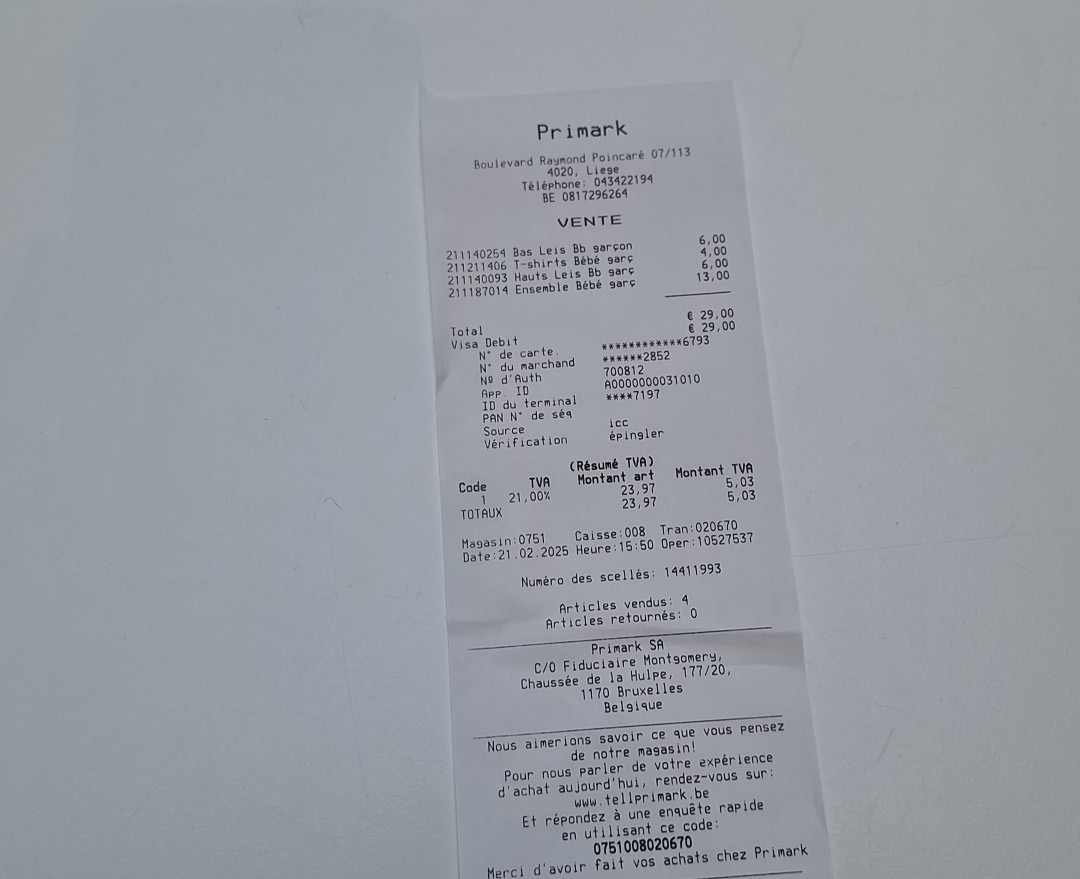 Primark
Boulevard Raymond Poincaré 07/113
4020, Liege
Téléphone: 043422194
BE 0817296264
VENTE
211140254 Bas Leis Bb garçon 6,00
211211406 T-shirts Bébé garç 4,00
211140093 Hauts Leis Bb garç 6,00
211187014 Ensemble Bébé garç 13,00
Total € 29,00
Visa Debit € 29,00
N° de carte. ************6793
N° du marchand ******2852
Nº d'Auth 700812
App. ID A0000000031010
ID du terminal ****7197
PAN N° de séq
Source icc
Vérification épingler
(Résumé TVA)
Code TVA Montant art Montant TVA
1 21,00% 23,97 5,03
TOTAUX 23,97 5,03
Magasin:0751 Caisse:008 Tran:020670
Date:21.02.2025 Heure:15:50 Oper:10527537
Numéro des scellés: 14411993
Articles vendus: 4
Articles retournés: 0
Primark SA
C/O Fiduciaire Montgomery,
Chaussée de la Hulpe, 177/20,
1170 Bruxelles
Belgique
Nous aimerions savoir ce que vous pensez
de notre magasin!
Pour nous parler de votre expérience
d'achat aujourd'hui, rendez-vous sur:
www.tellprimark.be
Et répondez à une enquête rapide
en utilisant ce code:
0751008020670
Merci d'avoir fait vos achats chez Primark